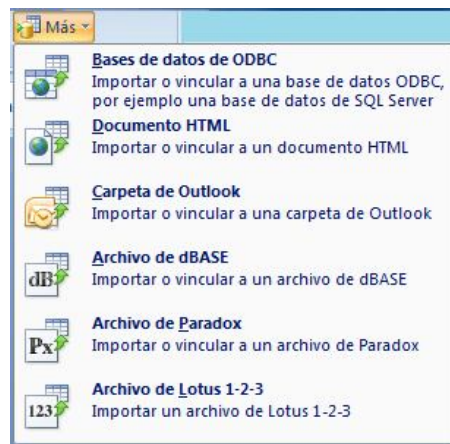 Más
Bases de datos de ODBC
Importar o vincular a una base de datos ODBC,
por ejemplo una base de datos de SQL Server
Documento HTML
Importar o vincular a un documento HTML
Carpeta de Outlook
Importar o vincular a una carpeta de Outlook
dB
Archivo de dBASE
Importar o vincular a un archivo de dBASE
Px
Archivo de Paradox
Importar o vincular a un archivo de Paradox
123
Archivo de Lotus 1-2-3
Importar un archivo de Lotus 1-2-3